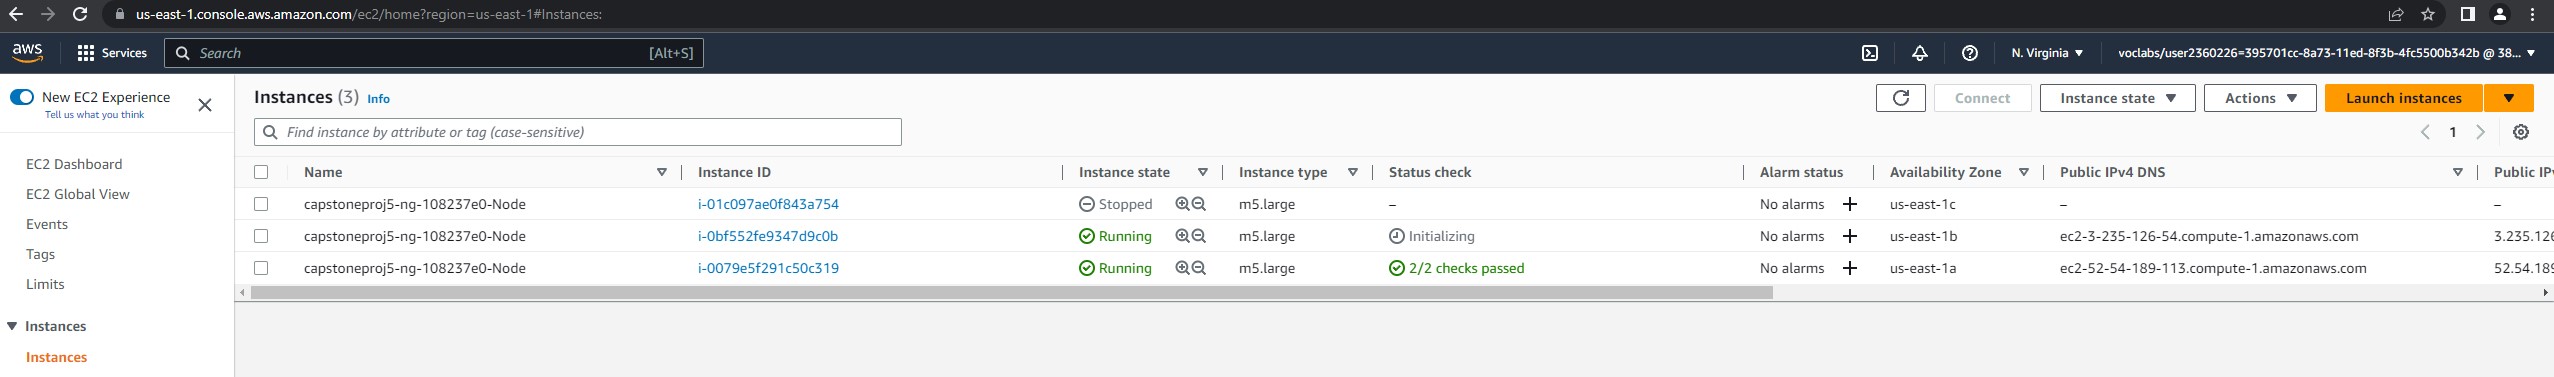 us-east-1.console.aws.amazon.com/ec2/home?region=us-east-1#Instances:
aws Services Search [Alt+S] N. Virginia voclabs/user2360226=395701cc-8a73-11ed-8f3b-4fc5500b342b @ 38...
New EC2 Experience
Tell us what you think
EC2 Dashboard
EC2 Global View
Events
Tags
Limits
Instances
Instances
Instances (3) Info Connect Instance state Actions Launch instances
Find instance by attribute or tag (case-sensitive) 1
Name Instance ID Instance state Instance type Status check Alarm status Availability Zone Public IPv4 DNS Public IPv
capstoneproj5-ng-108237e0-Node i-01c097ae0f843a754 Stopped m5.large – No alarms + us-east-1c – –
capstoneproj5-ng-108237e0-Node i-0bf552fe9347d9c0b Running m5.large Initializing No alarms + us-east-1b ec2-3-235-126-54.compute-1.amazonaws.com 3.235.126
capstoneproj5-ng-108237e0-Node i-0079e5f291c50c319 Running m5.large 2/2 checks passed No alarms + us-east-1a ec2-52-54-189-113.compute-1.amazonaws.com 52.54.189